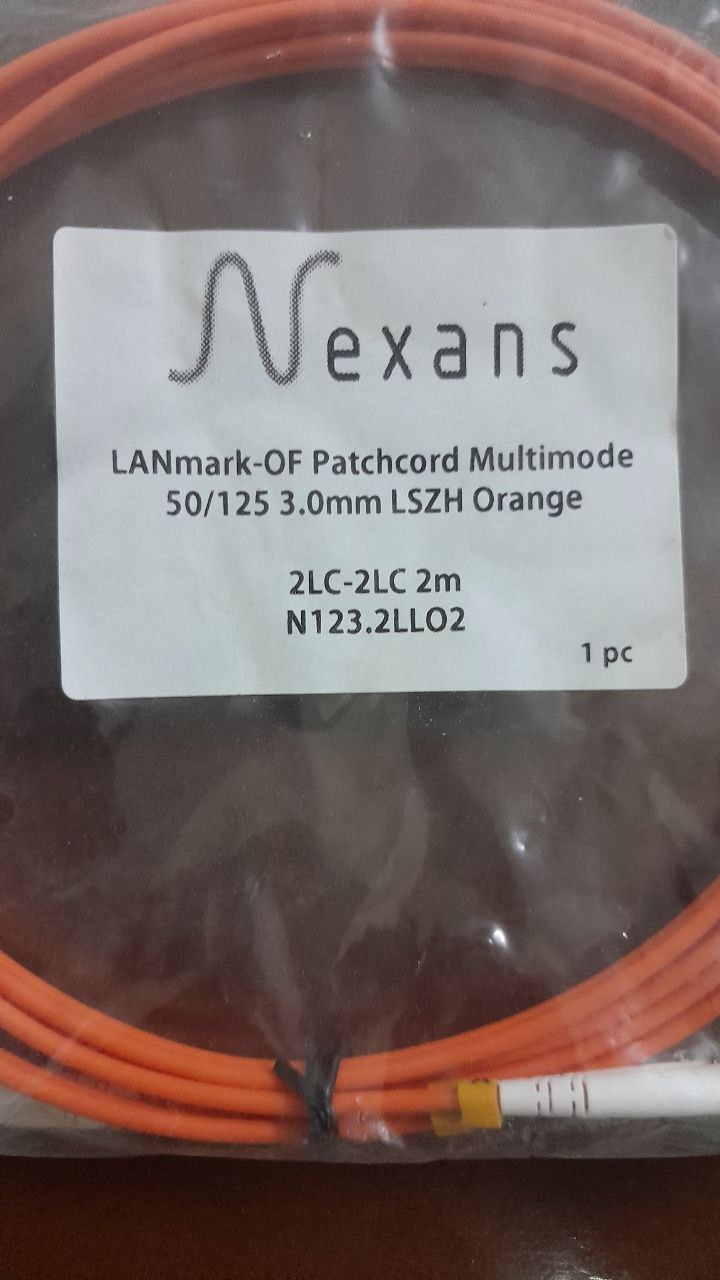 Nexans
LANmark-OF Patchcord Multimode
50/125 3.0mm LSZH Orange
2LC-2LC 2m
N123.2LLO2
1 pc